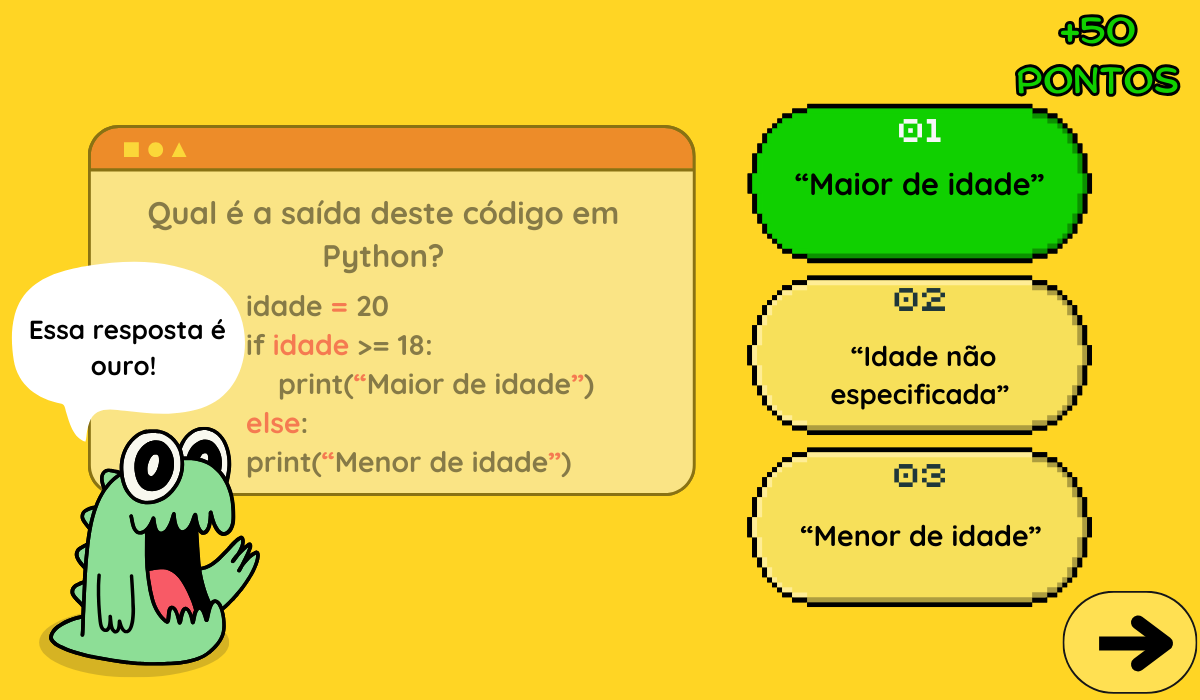 +50
PONTOS
Qual é a saída deste código em
Python?
idade = 20
if idade >= 18:
print(“Maior de idade”)
else:
print(“Menor de idade”)
Essa resposta é
ouro!
01
“Maior de idade”
02
“Idade não
especificada”
03
“Menor de idade”